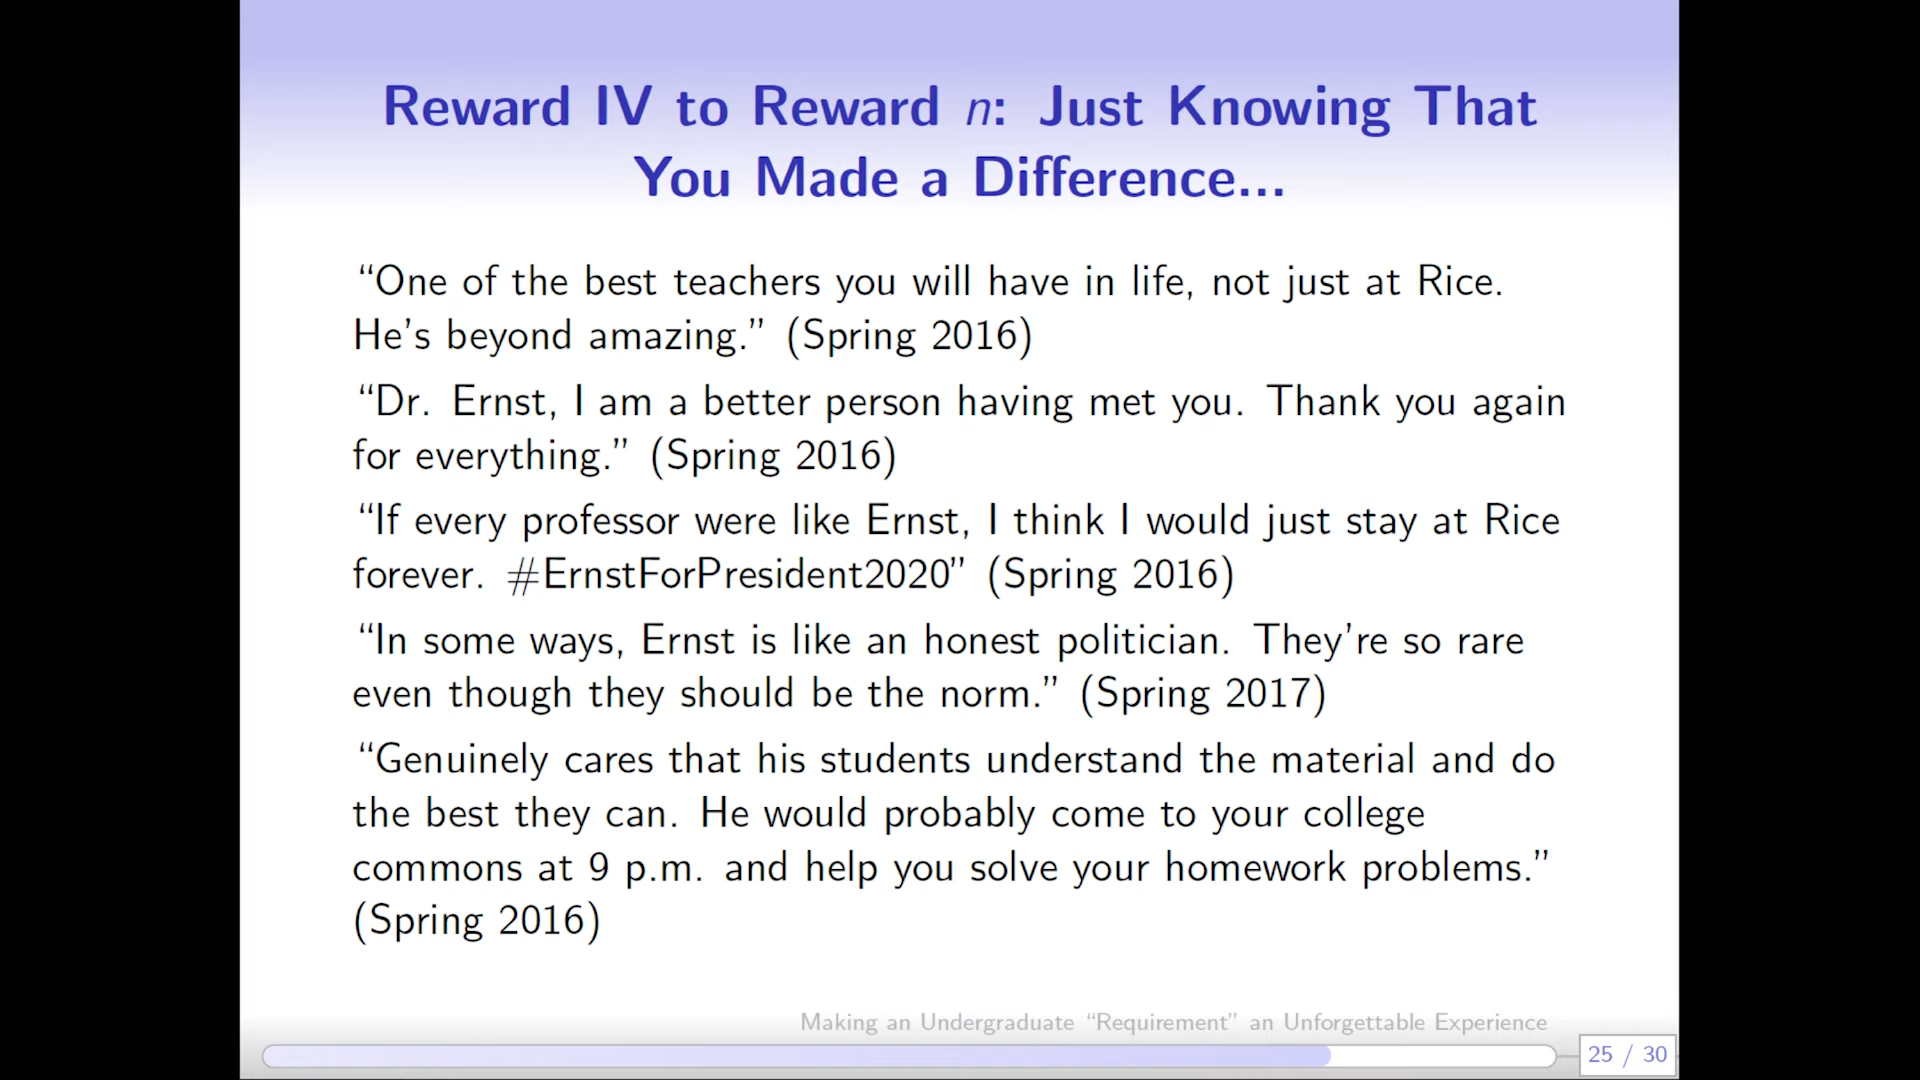 Reward IV to Reward n: Just Knowing That
You Made a Difference...
“One of the best teachers you will have in life, not just at Rice.
He’s beyond amazing.” (Spring 2016)
“Dr. Ernst, I am a better person having met you. Thank you again
for everything.” (Spring 2016)
“If every professor were like Ernst, I think I would just stay at Rice
forever. #ErnstForPresident2020” (Spring 2016)
“In some ways, Ernst is like an honest politician. They’re so rare
even though they should be the norm.” (Spring 2017)
“Genuinely cares that his students understand the material and do
the best they can. He would probably come to your college
commons at 9 p.m. and help you solve your homework problems.”
(Spring 2016)
Making an Undergraduate “Requirement” an Unforgettable Experience
25 / 30